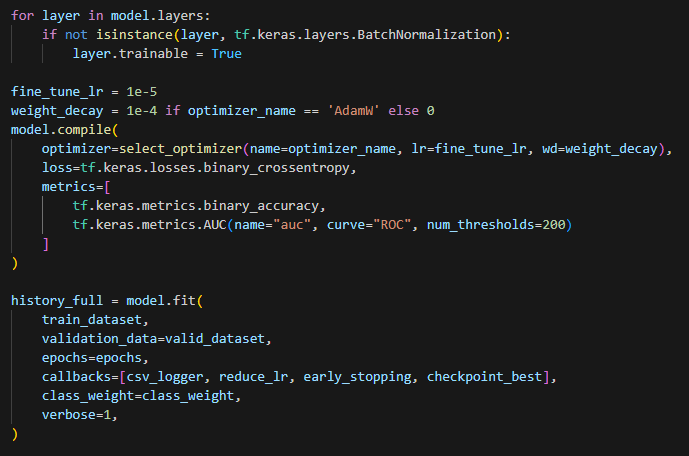 for layer in model.layers:
    if not isinstance(layer, tf.keras.layers.BatchNormalization):
        layer.trainable = True

fine_tune_lr = 1e-5
weight_decay = 1e-4 if optimizer_name == 'AdamW' else 0
model.compile(
    optimizer=select_optimizer(name=optimizer_name, lr=fine_tune_lr, wd=weight_decay),
    loss=tf.keras.losses.binary_crossentropy,
    metrics=[
        tf.keras.metrics.binary_accuracy,
        tf.keras.metrics.AUC(name="auc", curve="ROC", num_thresholds=200)
    ]
)

history_full = model.fit(
    train_dataset,
    validation_data=valid_dataset,
    epochs=epochs,
    callbacks=[csv_logger, reduce_lr, early_stopping, checkpoint_best],
    class_weight=class_weight,
    verbose=1,
)